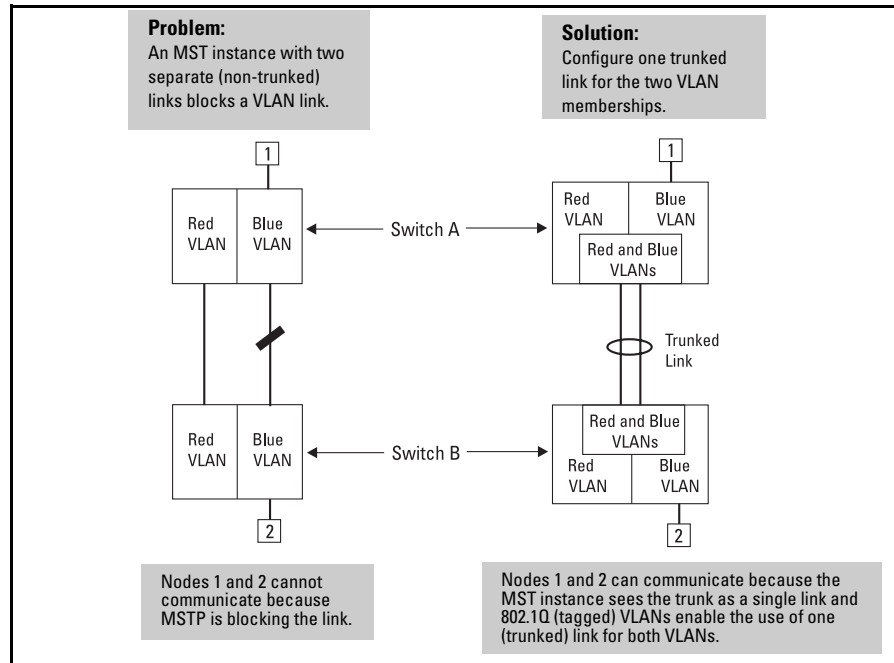 Problem:
An MST instance with two
separate (non-trunked)
links blocks a VLAN link.
Solution:
Configure one trunked
link for the two VLAN
memberships.
1
1
Red
VLAN
Blue
VLAN
Switch A
Red
VLAN
Blue
VLAN
Red and Blue
VLANs
Trunked
Link
Red
VLAN
Blue
VLAN
Switch B
Red and Blue
VLANs
Red
VLAN
Blue
VLAN
2
2
Nodes 1 and 2 cannot
communicate because
MSTP is blocking the link.
Nodes 1 and 2 can communicate because the
MST instance sees the trunk as a single link and
802.1Q (tagged) VLANs enable the use of one
(trunked) link for both VLANs.